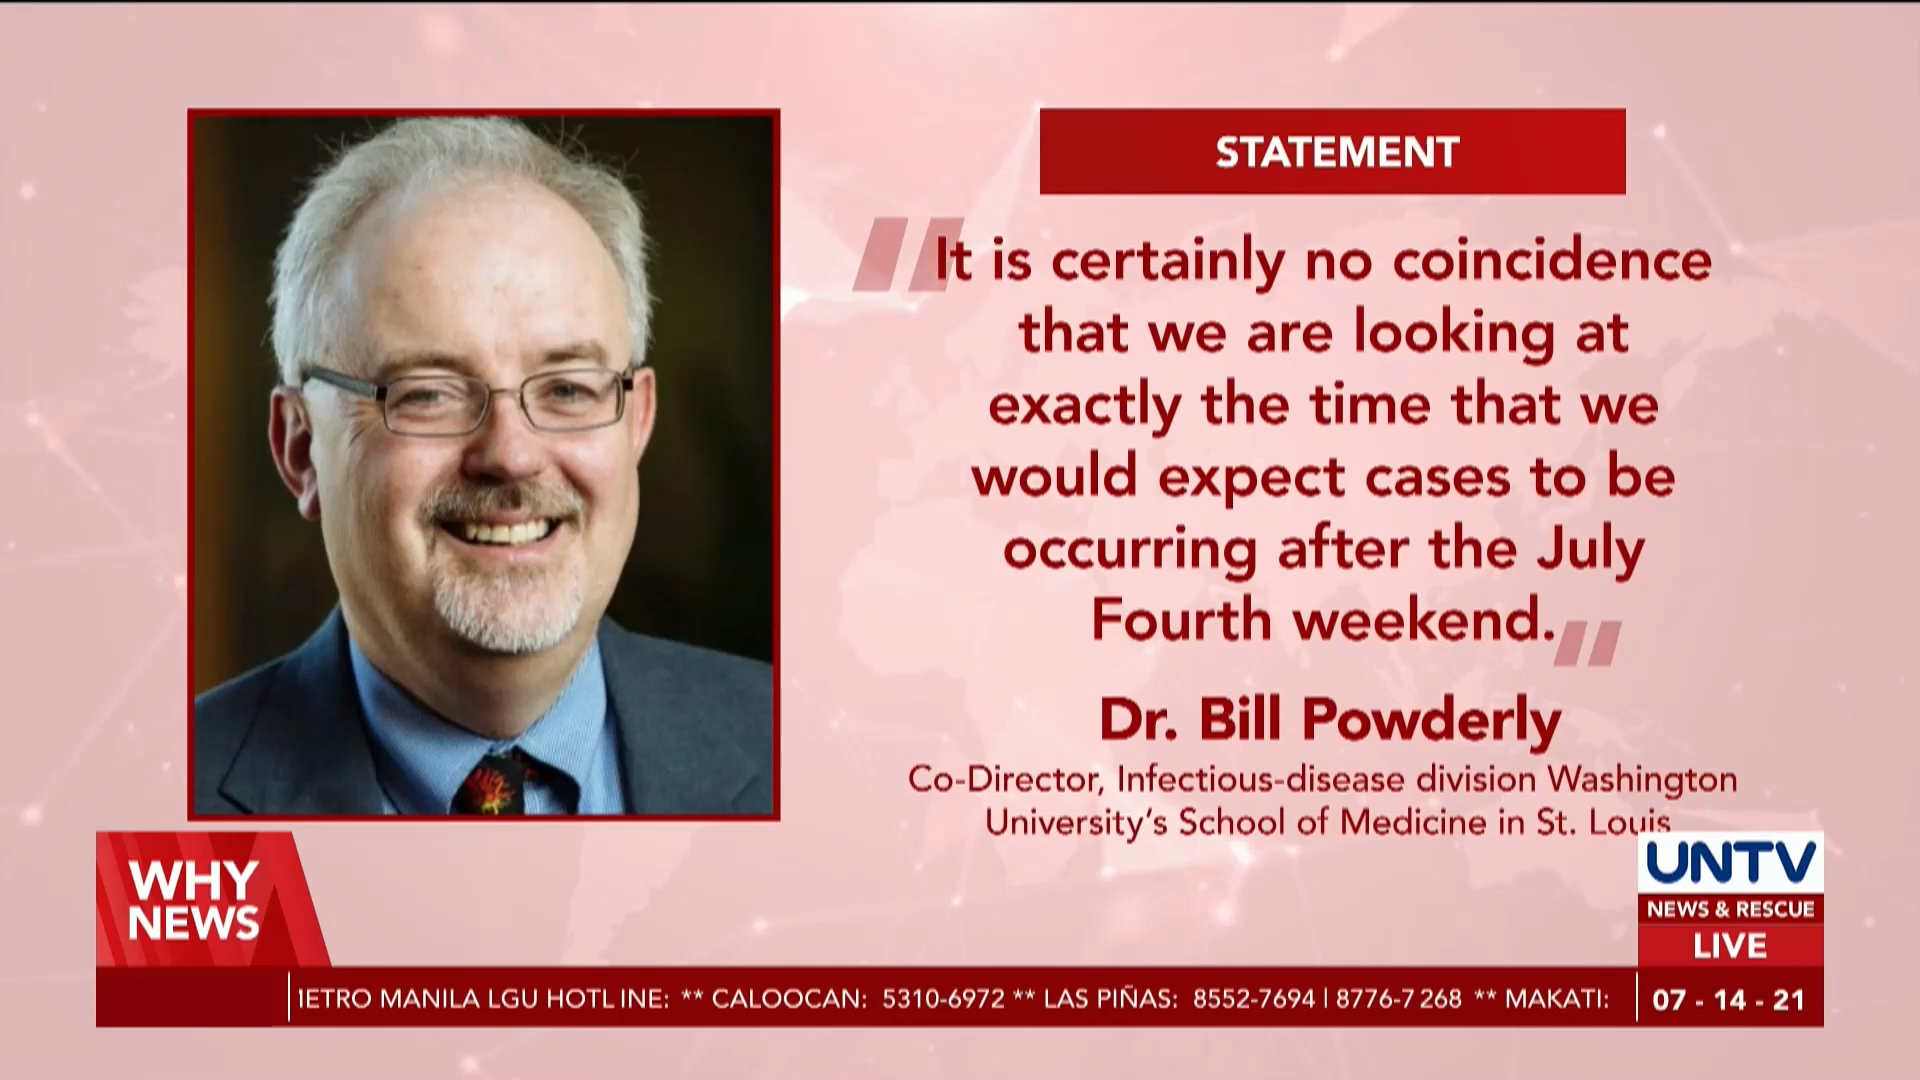 STATEMENT
It is certainly no coincidence
that we are looking at
exactly the time that we
would expect cases to be
occurring after the July
Fourth weekend.
Dr. Bill Powderly
Co-Director, Infectious-disease division Washington
University's School of Medicine in St. Louis
WHY
NEWS
UNTV
NEWS & RESCUE
LIVE
METRO MANILA LGU HOTLINE: ** CALOOCAN: 5310-6972 ** LAS PIÑAS: 8552-7694 | 8776-7268 ** MAKATI:
07 - 14 - 21